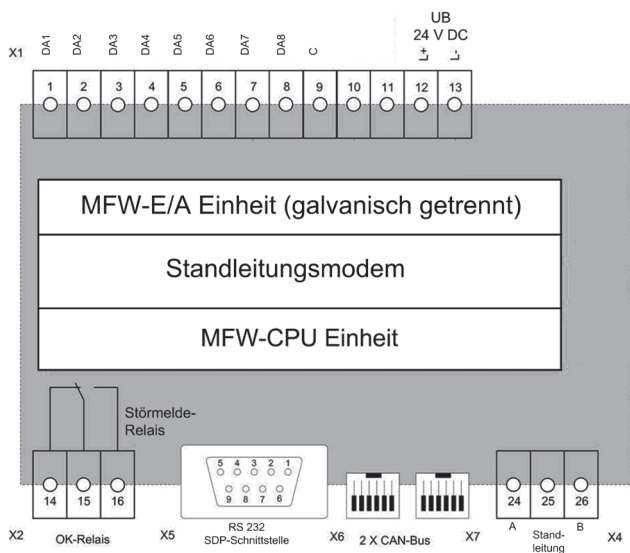 UB
24 V DC
X1 DA1 DA2 DA3 DA4 DA5 DA6 DA7 DA8 C L+ L-
1 2 3 4 5 6 7 8 9 10 11 12 13
MFW-E/A Einheit (galvanisch getrennt)
Standleitungsmodem
MFW-CPU Einheit
Störmelde-
Relais
5 4 3 2 1
9 8 7 6
14 15 16
24 25 26
A B
X2 OK-Relais
X5 RS 232
SDP-Schnittstelle
X6 2 X CAN-Bus X7
Stand-
leitung
X4